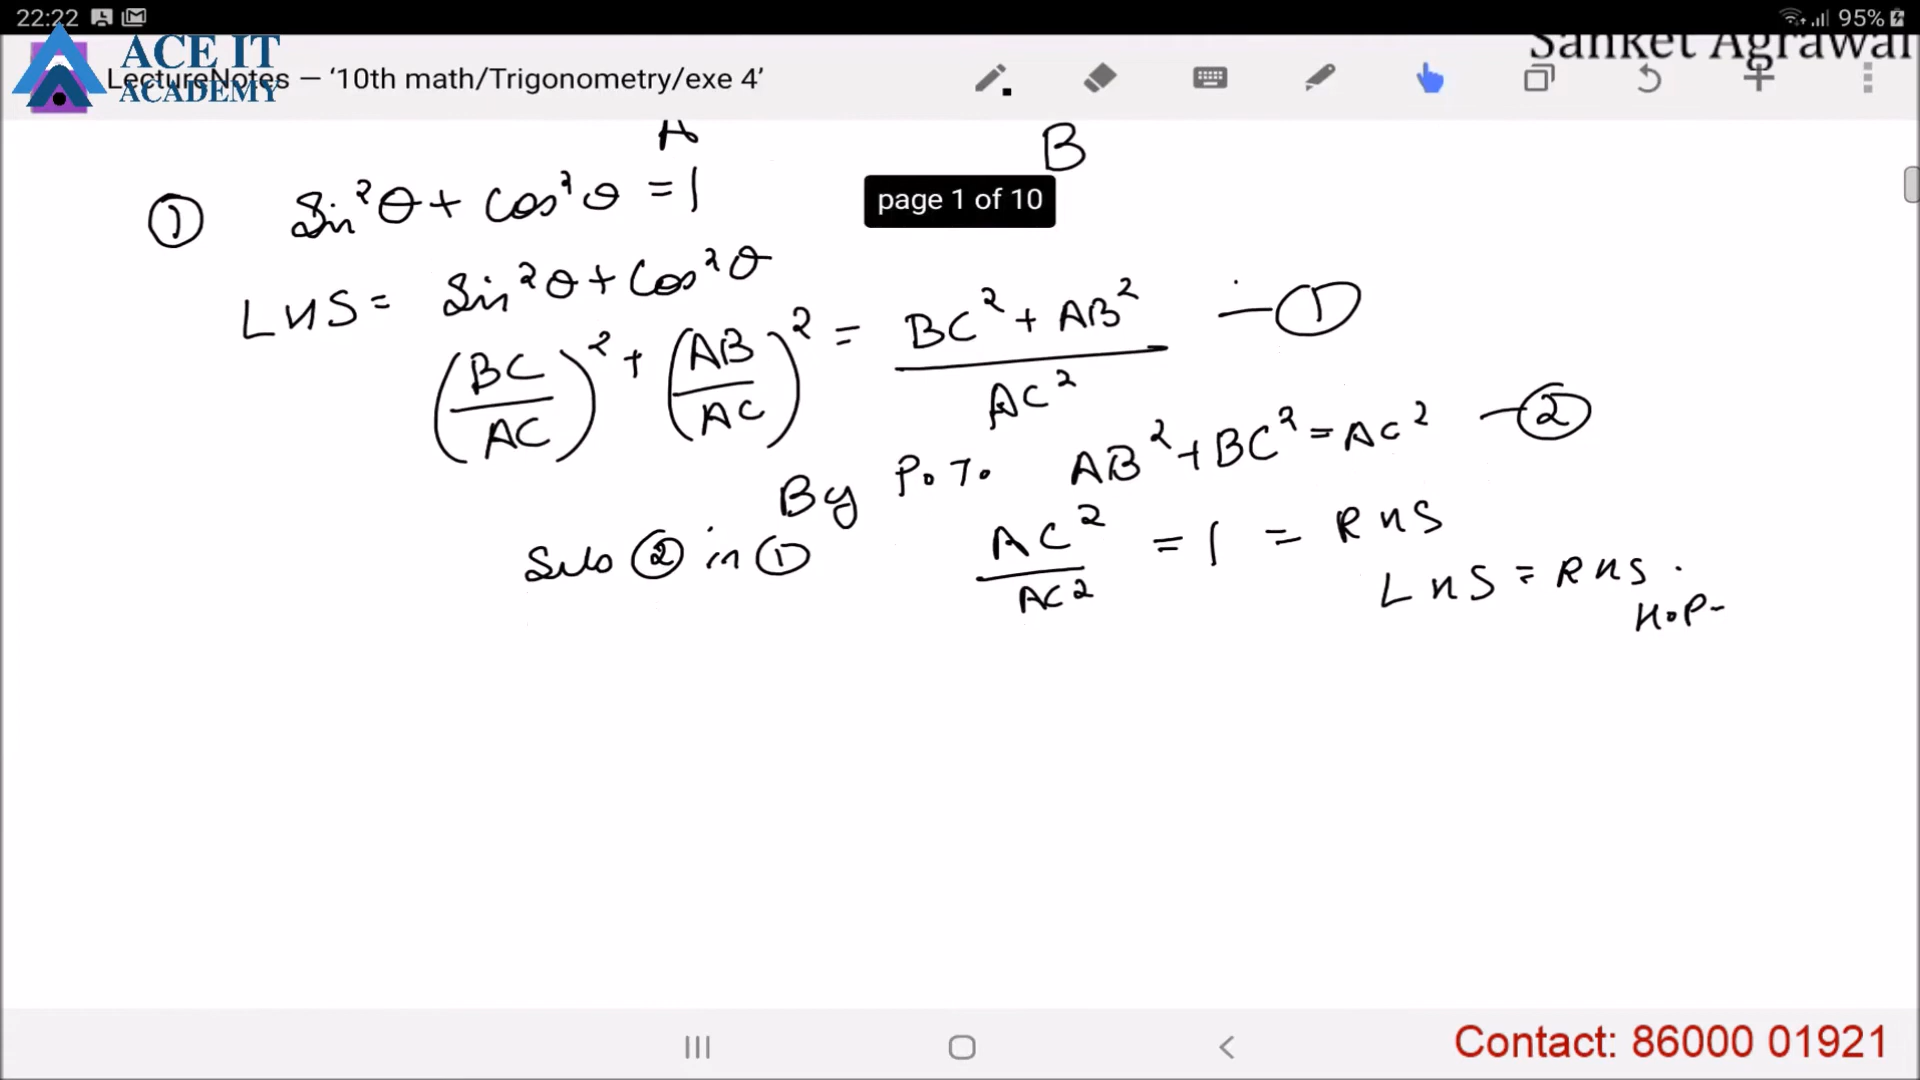 22:22 95%
Sanket Agrawal
ACE IT
ACADEMY
LectureNotes — ‘10th math/Trigonometry/exe 4’
A B
page 1 of 10
① Sin²θ + Cos²θ = 1
LHS = Sin²θ + Cos²θ
(BC/AC)² + (AB/AC)² = (BC² + AB²)/AC² — ①
By P.T. AB² + BC² = AC² — ②
Sub ② in ① AC²/AC² = 1 = RHS
LHS = RHS.
H.P-
Contact: 86000 01921